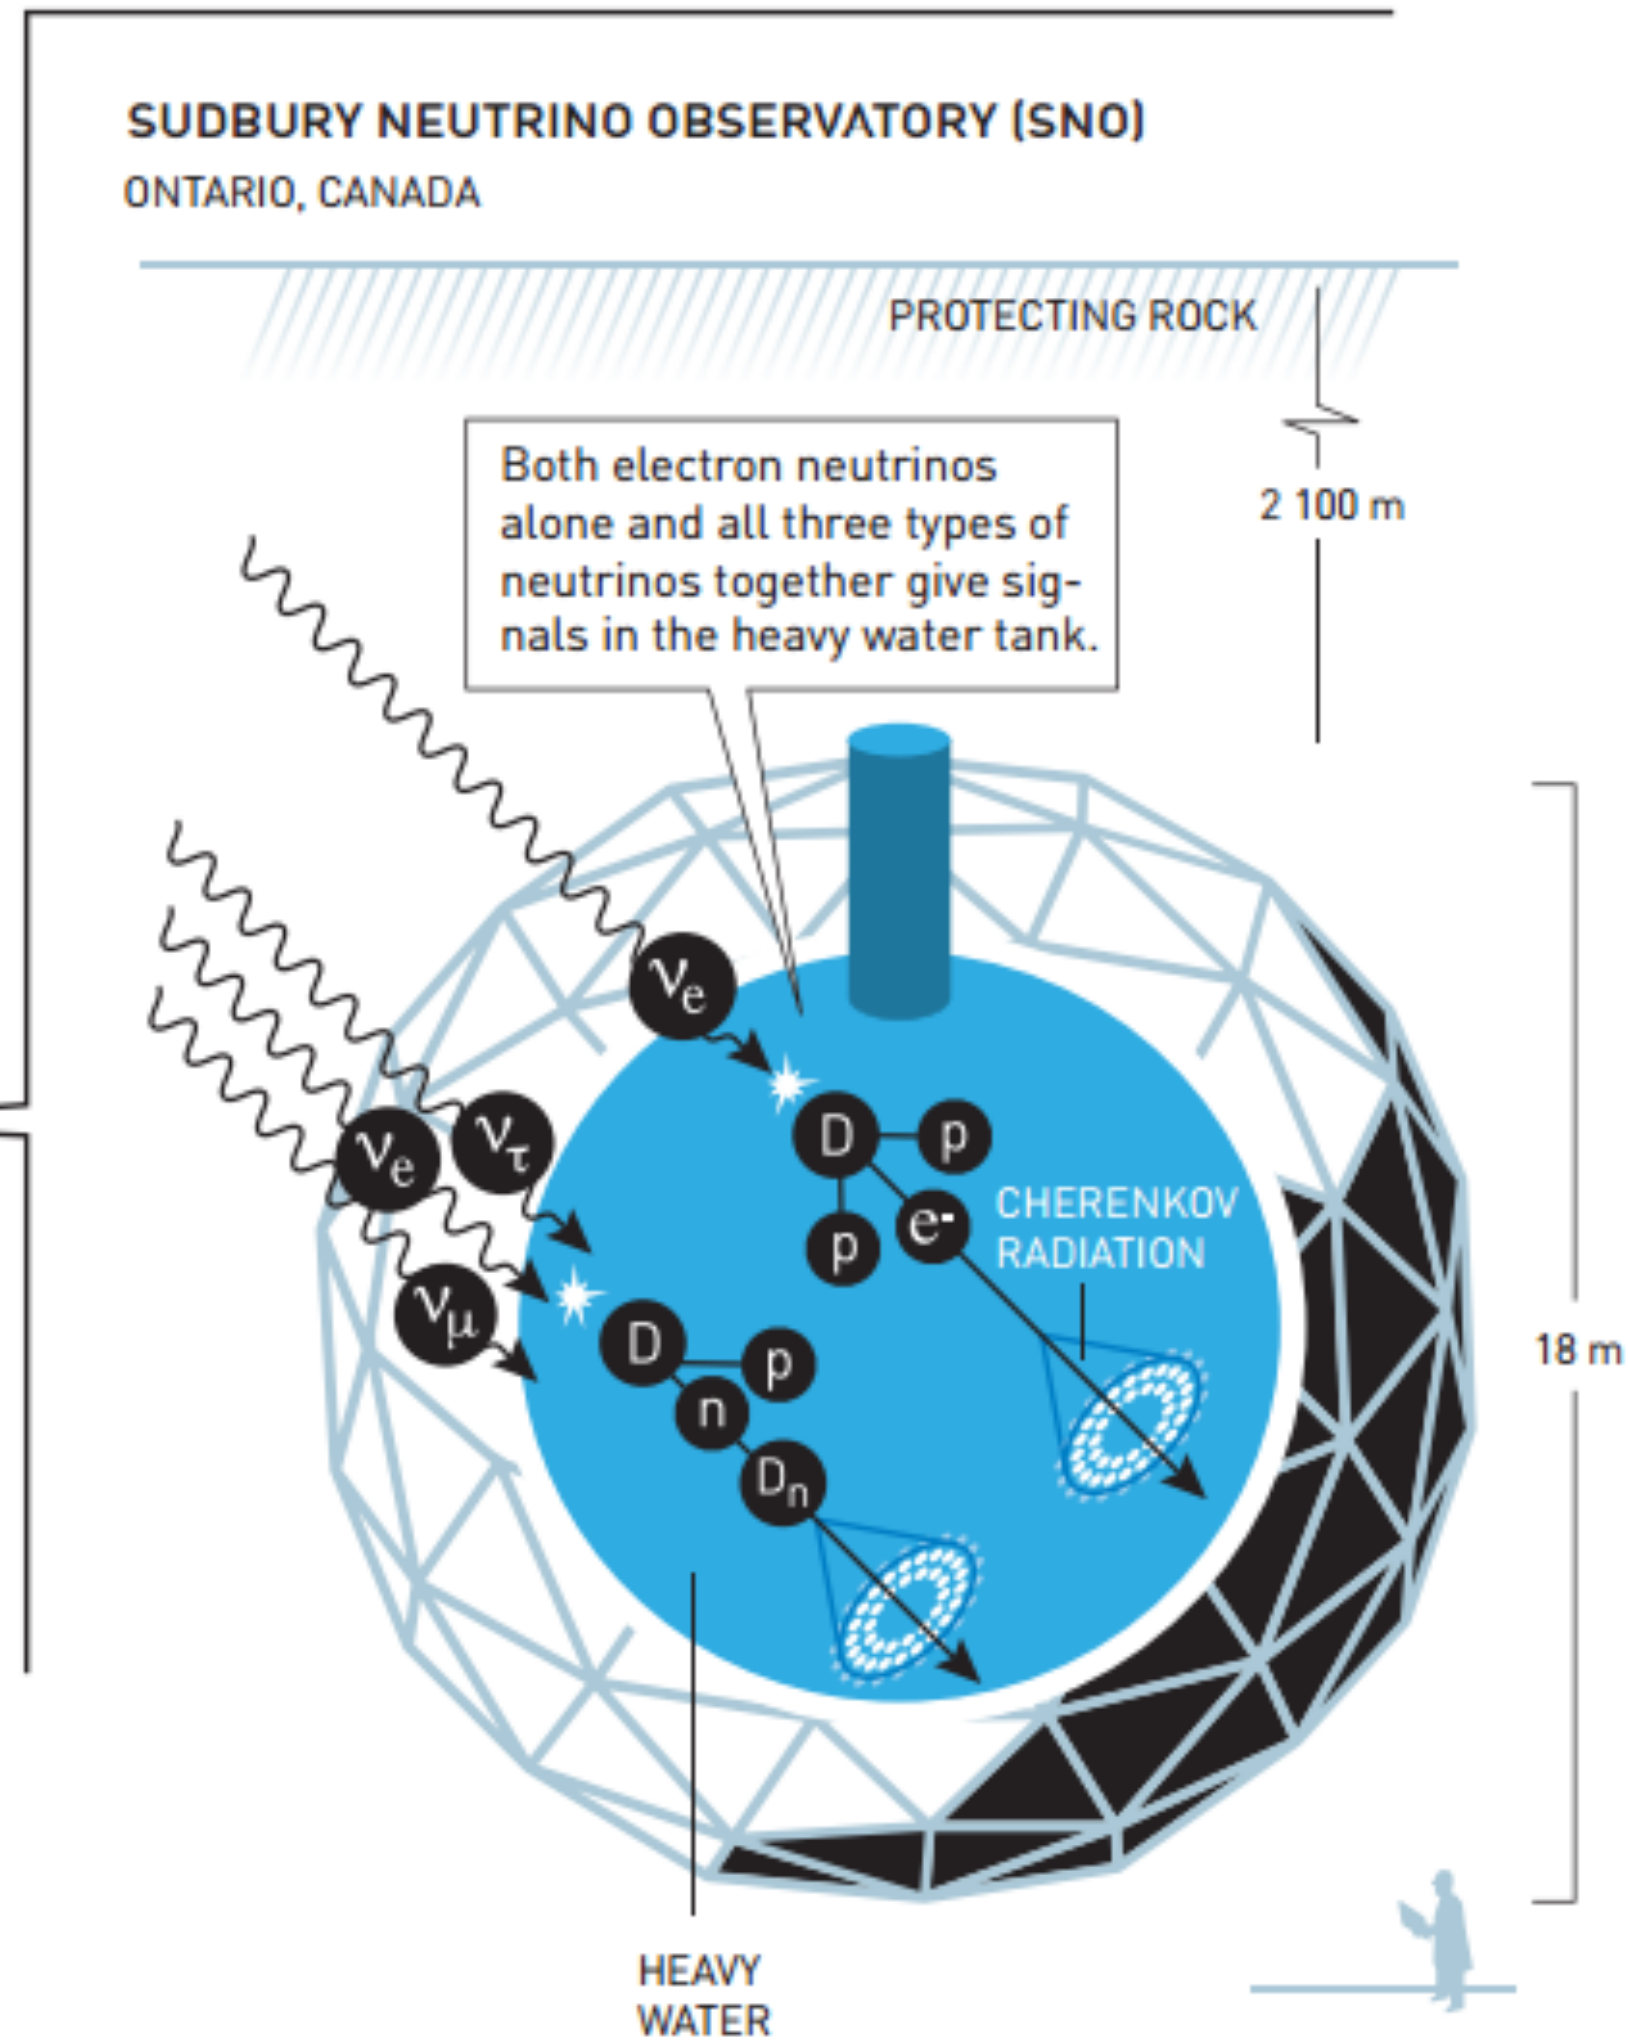 SUDBURY NEUTRINO OBSERVATORY (SNO)
ONTARIO, CANADA
PROTECTING ROCK
Both electron neutrinos
alone and all three types of
neutrinos together give sig-
nals in the heavy water tank.
2 100 m
νe
νe
ντ
νμ
D
p
p
e-
CHERENKOV
RADIATION
D
p
n
Dn
18 m
HEAVY
WATER